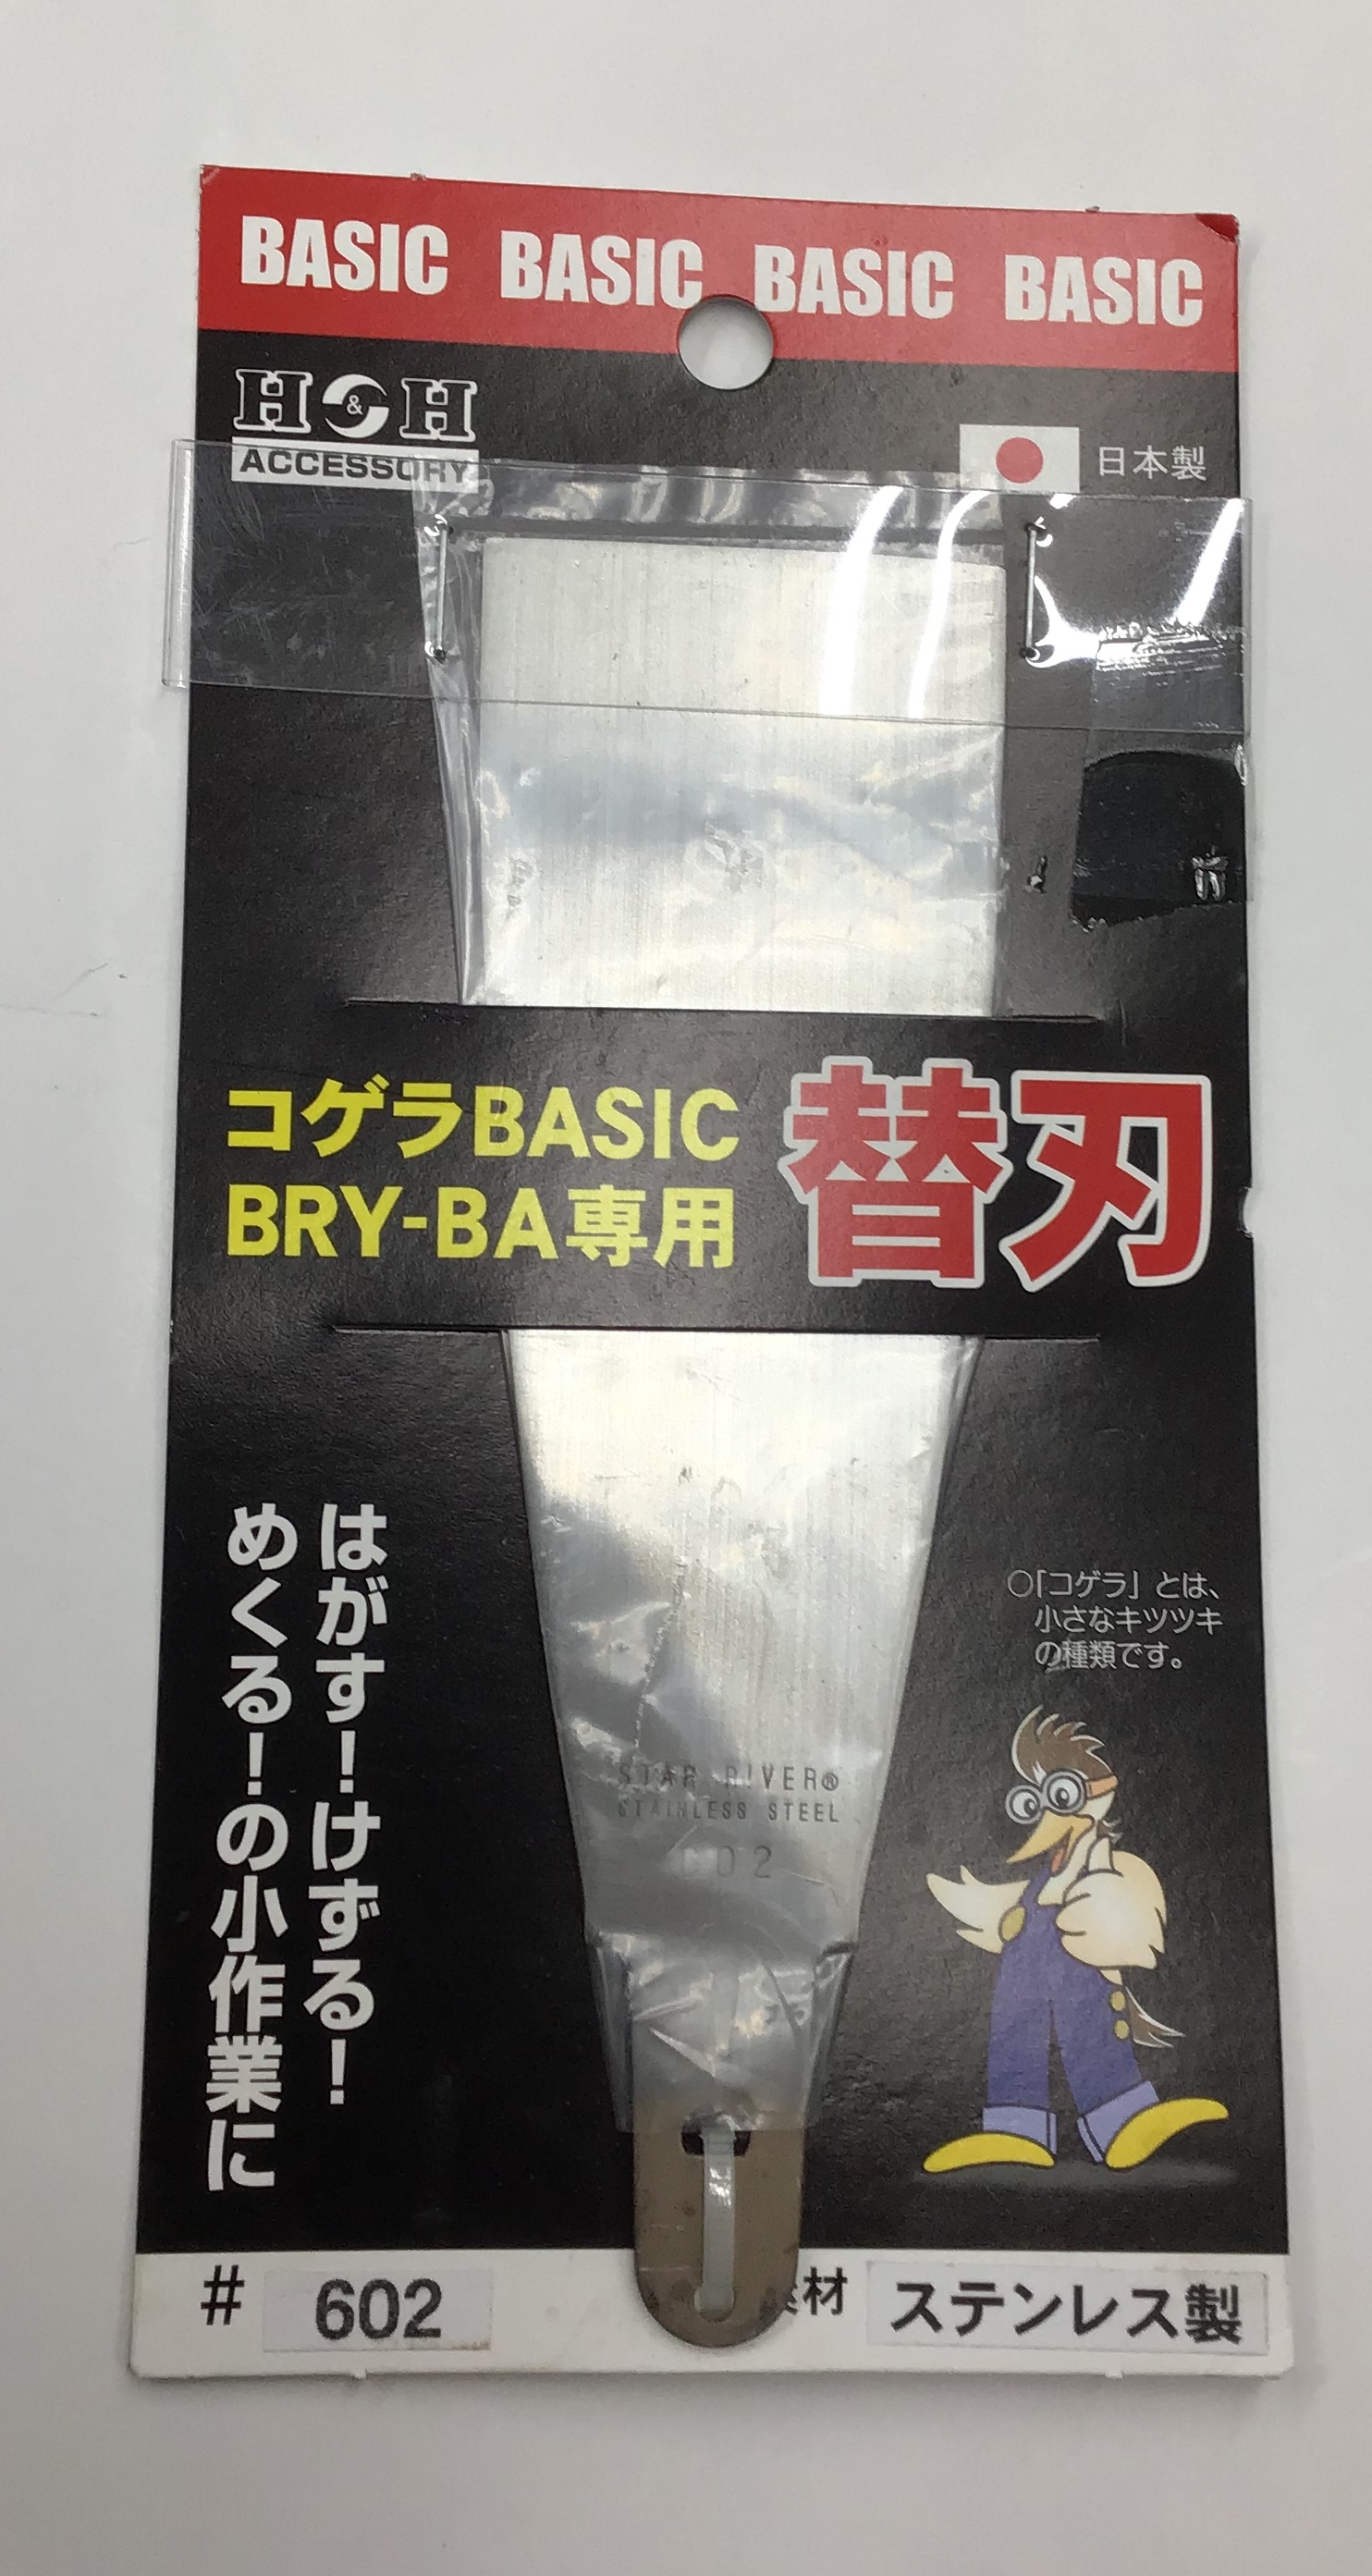 BASIC BASIC BASIC BASIC
H&H
ACCESSORY
日本製
コゲラBASIC
BRY-BA専用
替刃
はがす!けずる!
めくる!の小作業に
○「コゲラ」とは、
小さなキツツキ
の種類です。
STAR RIVER®
STAINLESS STEEL
602
# 602
材 ステンレス製